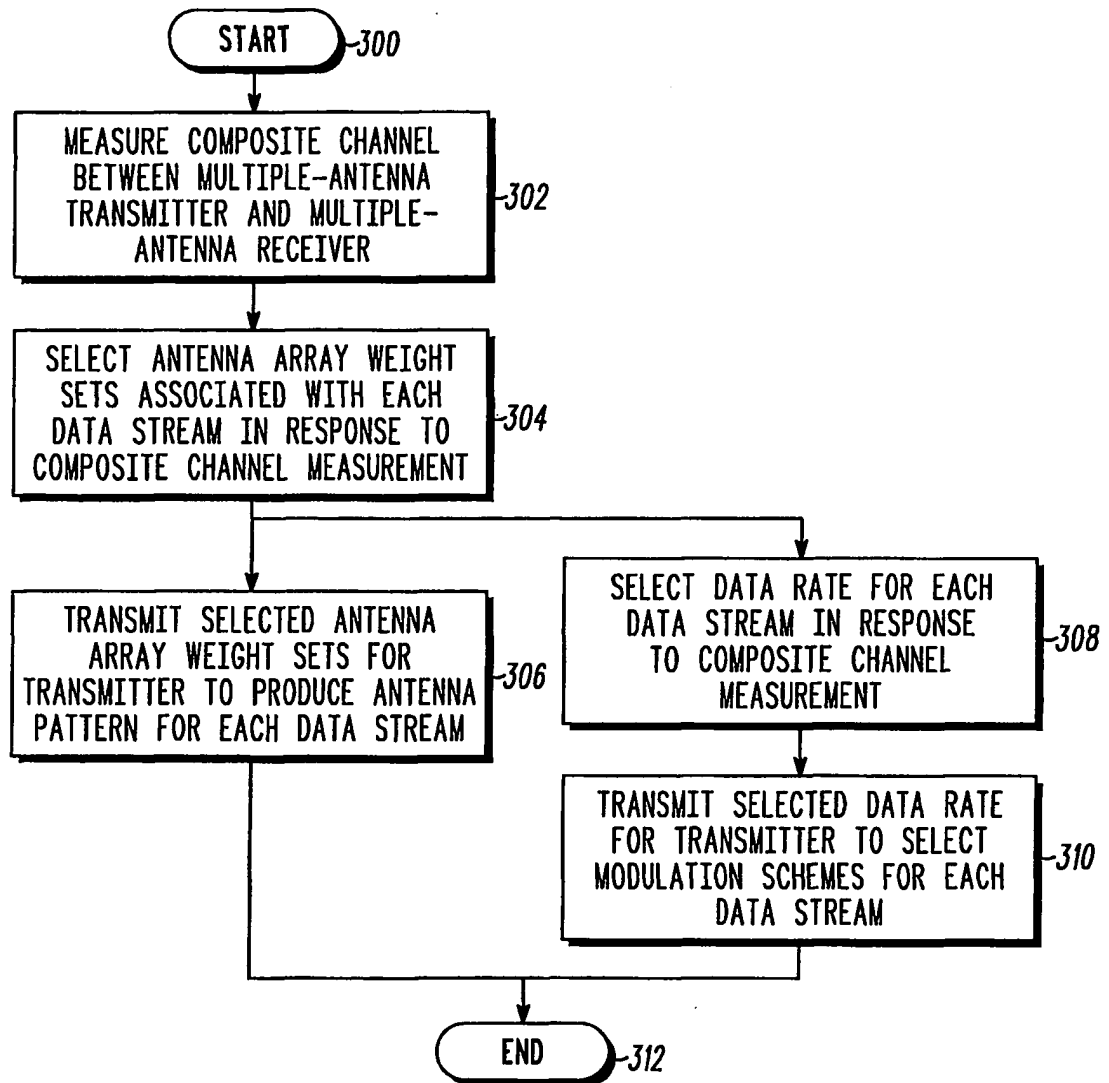 START
300
MEASURE COMPOSITE CHANNEL
BETWEEN MULTIPLE-ANTENNA
TRANSMITTER AND MULTIPLE-
ANTENNA RECEIVER
302
SELECT ANTENNA ARRAY WEIGHT
SETS ASSOCIATED WITH EACH
DATA STREAM IN RESPONSE TO
COMPOSITE CHANNEL MEASUREMENT
304
TRANSMIT SELECTED ANTENNA
ARRAY WEIGHT SETS FOR
TRANSMITTER TO PRODUCE ANTENNA
PATTERN FOR EACH DATA STREAM
306
SELECT DATA RATE FOR EACH
DATA STREAM IN RESPONSE
TO COMPOSITE CHANNEL
MEASUREMENT
308
TRANSMIT SELECTED DATA RATE
FOR TRANSMITTER TO SELECT
MODULATION SCHEMES FOR EACH
DATA STREAM
310
END
312